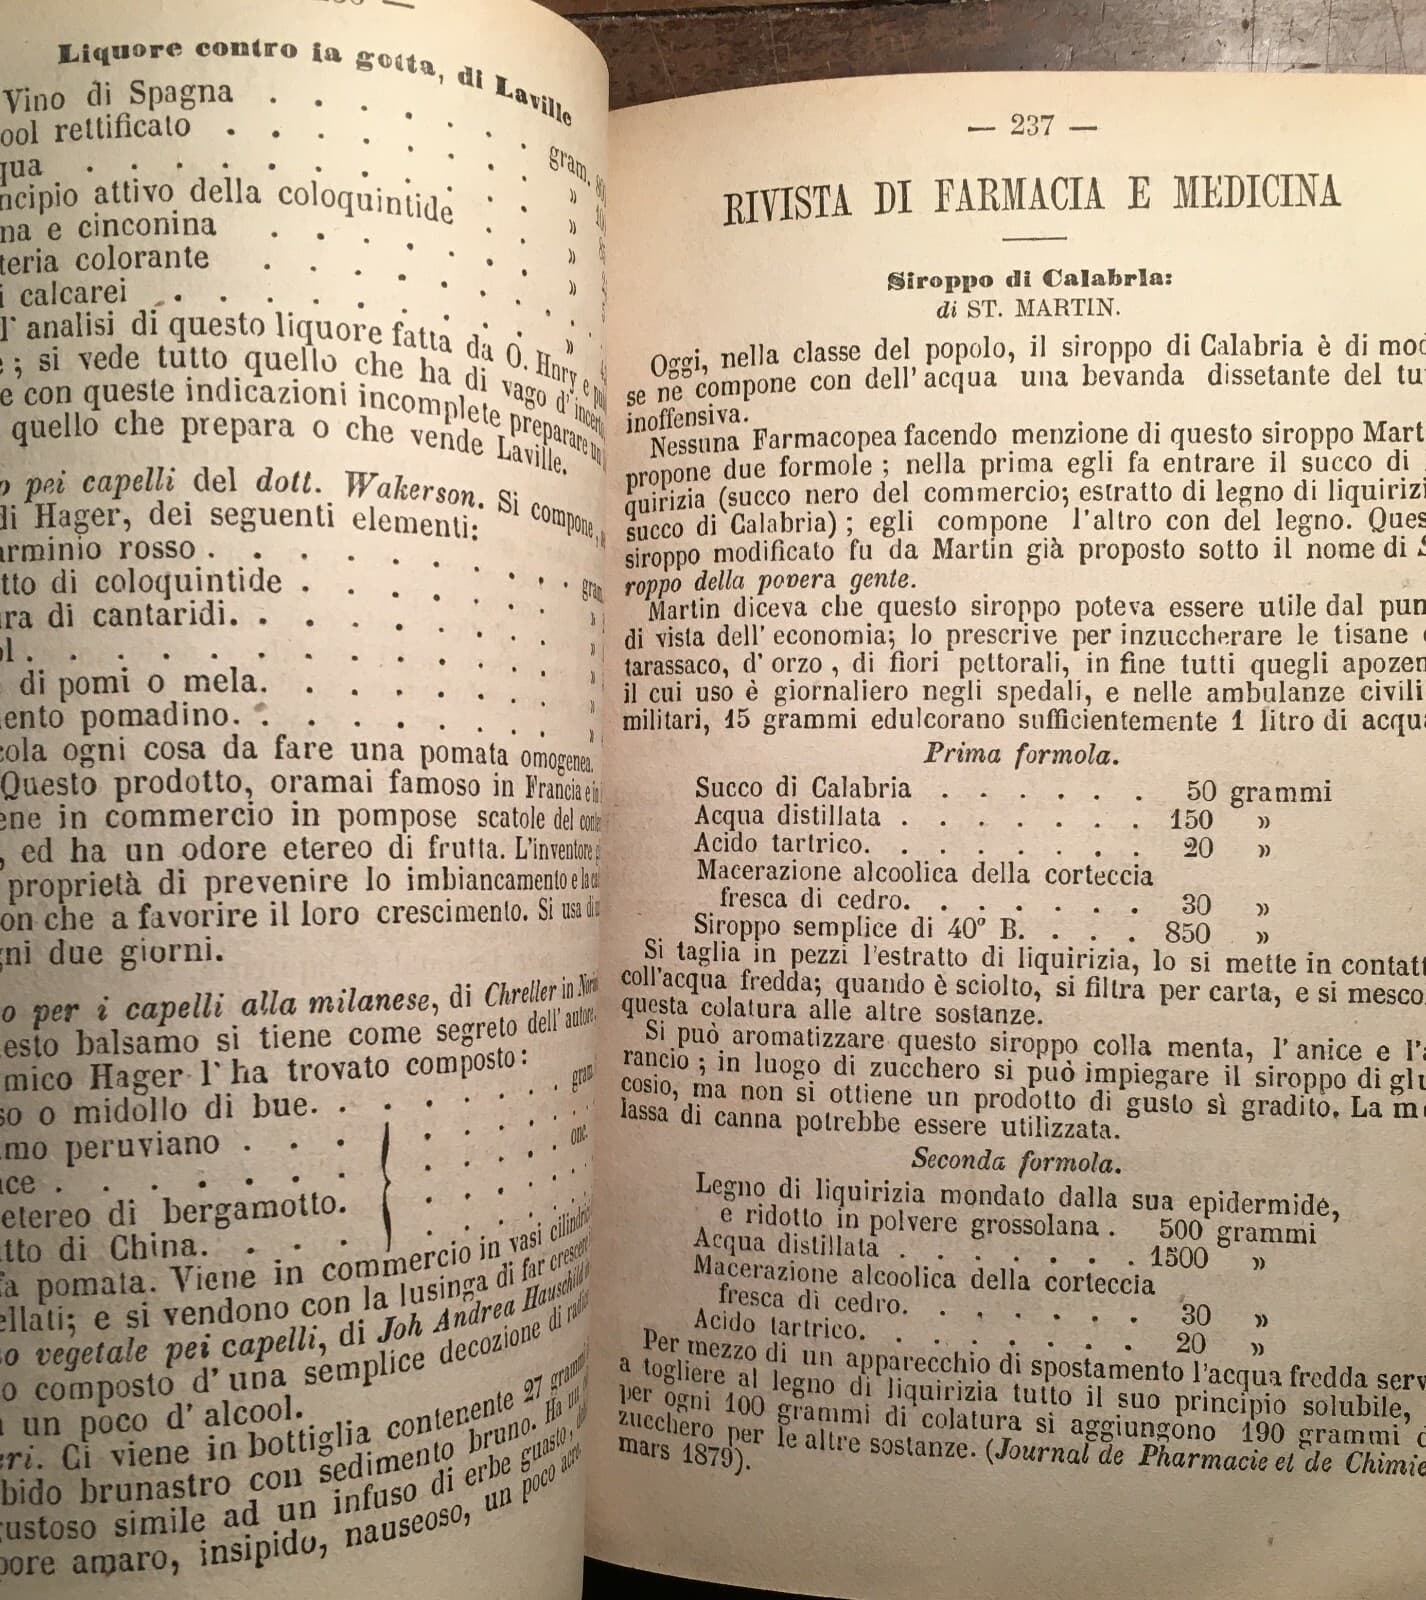 Liquore contro la gotta, di Laville
Vino di Spagna . . . . . . gram.
ool rettificato . . . . . . »
qua . . . . . . . . »
ncipio attivo della coloquintide . . »
na e cinconina . . . . . .
teria colorante . . . . . .
i calcarei . . . . . . . »
l' analisi di questo liquore fatta da O. Hnry e
; si vede tutto quello che ha di vago d'
e con queste indicazioni incomplete preparare un
quello che prepara o che vende Laville.
o pei capelli del dott. Wakerson. Si compone,
di Hager, dei seguenti elementi:
arminio rosso . . . . . . . gram.
tto di coloquintide . . . . . . »
ra di cantaridi. . . . . . . »
ol . . . . . . . . . »
di pomi o mela. . . . . . . »
ento pomadino. . . . . . . »
cola ogni cosa da fare una pomata omogenea.
Questo prodotto, oramai famoso in Francia e in
ene in commercio in pompose scatole del
, ed ha un odore etereo di frutta. L'inventore
proprietà di prevenire lo imbiancamento e la
on che a favorire il loro crescimento. Si usa di
gni due giorni.
o per i capelli alla milanese, di Chreller in
esto balsamo si tiene come segreto dell' autore.
mico Hager l' ha trovato composto:
so o midollo di bue. . . . . . gram.
mo peruviano . . . . . . . onc.
ace . . . . . . . . .
etereo di bergamotto. . . . . .
tto di China. . . . . . . .
fa pomata. Viene in commercio in vasi cilindrici
ellati; e si vendono con la lusinga di far crescere
o vegetale pei capelli, di Joh Andrea Hauschild
o composto d' una semplice decozione di
un poco d' alcool.
eri. Ci viene in bottiglia contenente 27 grammi
bido brunastro con sedimento bruno. Ha un
gustoso simile ad un infuso di erbe guasto,
pore amaro, insipido, nauseoso, un poco acre.
— 237 —
RIVISTA DI FARMACIA E MEDICINA
Siroppo di Calabria:
di ST. MARTIN.
Oggi, nella classe del popolo, il siroppo di Calabria è di mod
se ne compone con dell' acqua una bevanda dissetante del tu
inoffensiva.
Nessuna Farmacopea facendo menzione di questo siroppo Mart
propone due formole ; nella prima egli fa entrare il succo di
quirizia (succo nero del commercio; estratto di legno di liquirizi
succo di Calabria) ; egli compone l'altro con del legno. Ques
siroppo modificato fu da Martin già proposto sotto il nome di S
roppo della povera gente.
Martin diceva che questo siroppo poteva essere utile dal pun
di vista dell' economia; lo prescrive per inzuccherare le tisane
tarassaco, d' orzo , di fiori pettorali, in fine tutti quegli apozem
il cui uso è giornaliero negli spedali, e nelle ambulanze civili
militari, 15 grammi edulcorano sufficientemente 1 litro di acqua
Prima formola.
Succo di Calabria . . . . . . 50 grammi
Acqua distillata . . . . . . . 150 »
Acido tartrico. . . . . . . . 20 »
Macerazione alcoolica della corteccia
fresca di cedro. . . . . . . 30 »
Siroppo semplice di 40º B. . . . . 850 »
Si taglia in pezzi l'estratto di liquirizia, lo si mette in contatt
coll'acqua fredda; quando è sciolto, si filtra per carta, e si mesco
questa colatura alle altre sostanze.
Si può aromatizzare questo siroppo colla menta, l' anice e l'a
rancio ; in luogo di zucchero si può impiegare il siroppo di glu
cosio, ma non si ottiene un prodotto di gusto sì gradito. La me
lassa di canna potrebbe essere utilizzata.
Seconda formola.
Legno di liquirizia mondato dalla sua epidermide,
e ridotto in polvere grossolana . 500 grammi
Acqua distillata . . . . . . . 1500 »
Macerazione alcoolica della corteccia
fresca di cedro. . . . . . . 30 »
Acido tartrico. . . . . . . . 20 »
Per mezzo di un apparecchio di spostamento l'acqua fredda serv
a togliere al legno di liquirizia tutto il suo principio solubile,
per ogni 100 grammi di colatura si aggiungono 190 grammi d
zucchero per le altre sostanze. (Journal de Pharmacie et de Chimie
mars 1879).